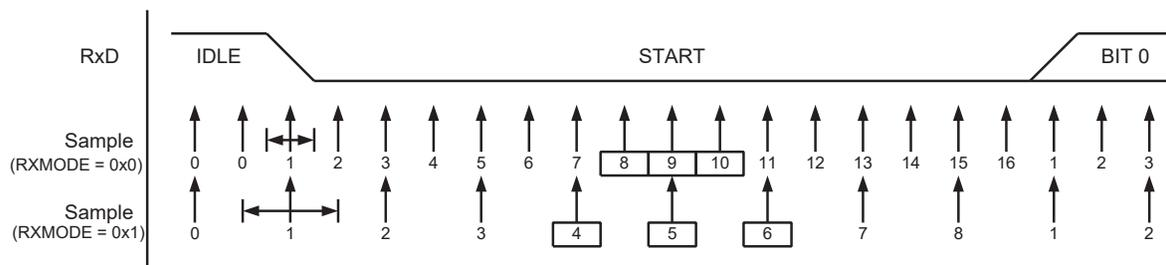 RxD IDLE START BIT 0
Sample
(RXMODE = 0x0) 0 0 1 2 3 4 5 6 7 8 9 10 11 12 13 14 15 16 1 2 3
Sample
(RXMODE = 0x1) 0 1 2 3 4 5 6 7 8 1 2